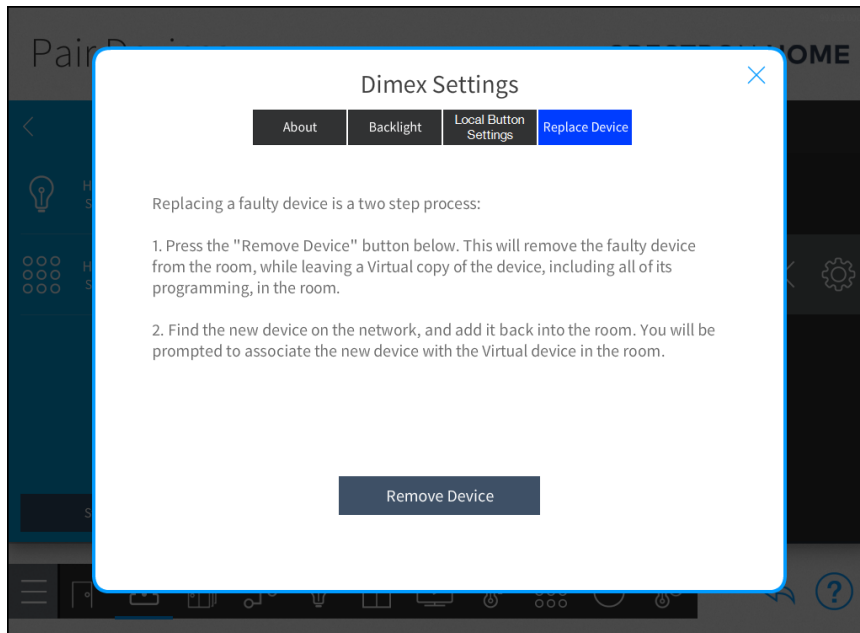 Pair
OME
Dimex Settings
About
Backlight
Local Button
Settings
Replace Device
H
S
Replacing a faulty device is a two step process:
1. Press the "Remove Device" button below. This will remove the faulty device
from the room, while leaving a Virtual copy of the device, including all of its
programming, in the room.
H
S
2. Find the new device on the network, and add it back into the room. You will be
prompted to associate the new device with the Virtual device in the room.
Remove Device
S
?